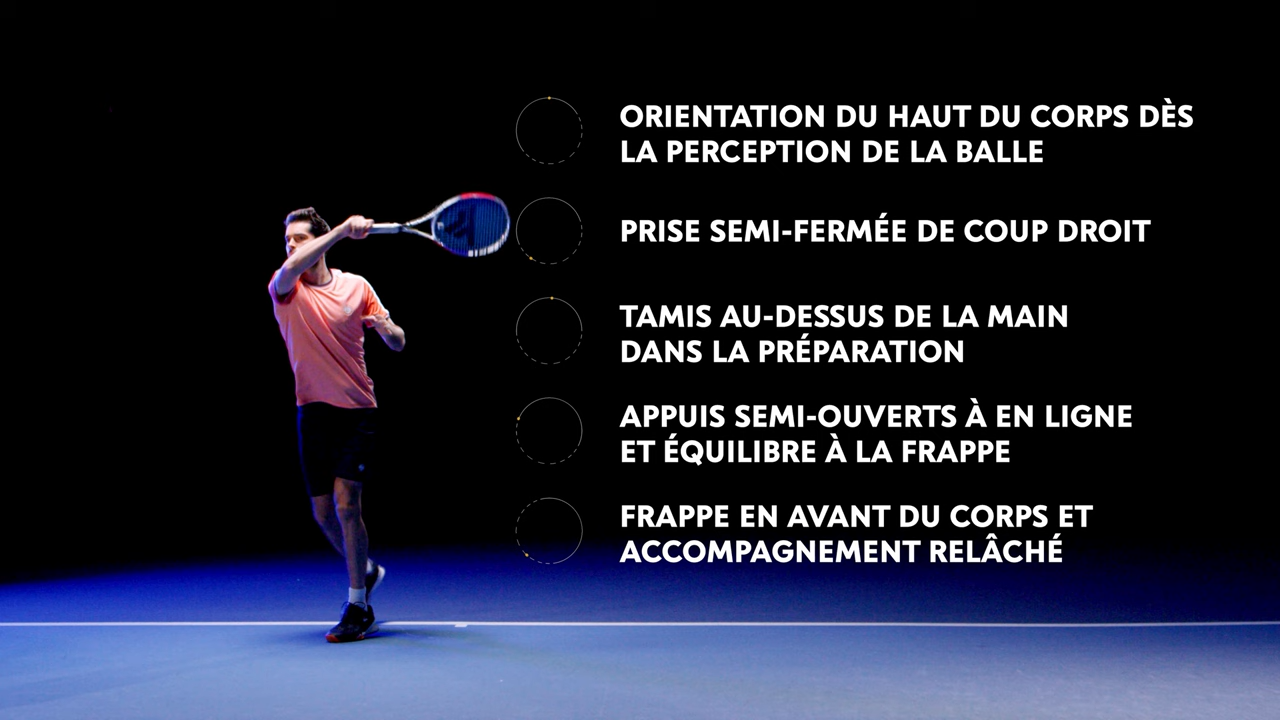 ORIENTATION DU HAUT DU CORPS DÈS
LA PERCEPTION DE LA BALLE
PRISE SEMI-FERMÉE DE COUP DROIT
TAMIS AU-DESSUS DE LA MAIN
DANS LA PRÉPARATION
APPUIS SEMI-OUVERTS À EN LIGNE
ET ÉQUILIBRE À LA FRAPPE
FRAPPE EN AVANT DU CORPS ET
ACCOMPAGNEMENT RELÂCHÉ